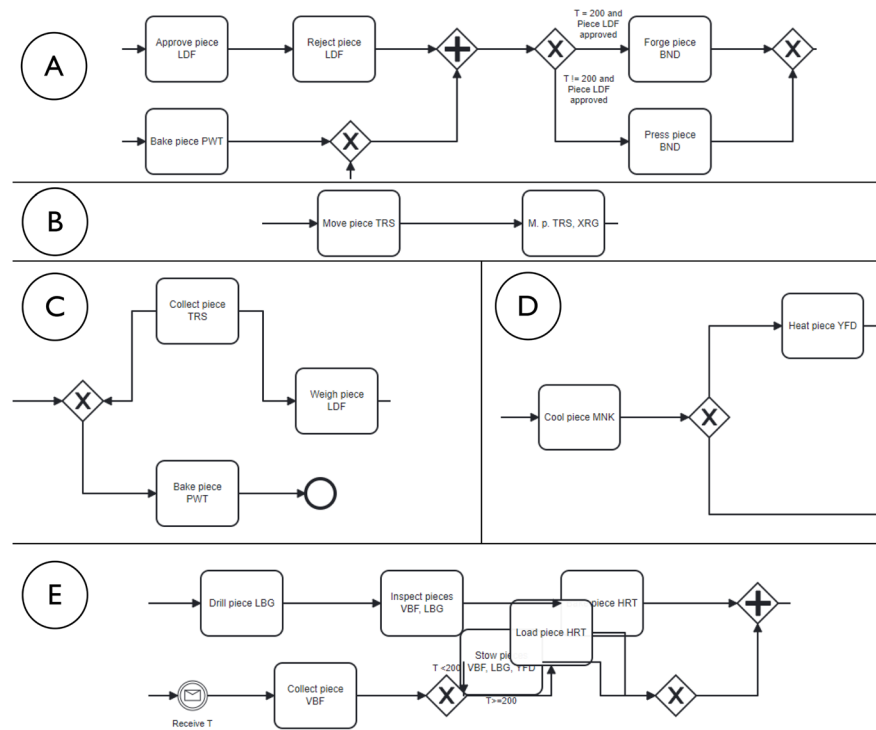 A
Approve piece
LDF
Reject piece
LDF
T = 200 and
Piece LDF
approved
Forge piece
BND
T != 200 and
Piece LDF
approved
Bake piece PWT
Press piece
BND
B
Move piece TRS
M. p. TRS, XRG
C
Collect piece
TRS
Weigh piece
LDF
Bake piece
PWT
D
Heat piece YFD
Cool piece MNK
E
Drill piece LBG
Inspect pieces
VBF, LBG
piece HRT
Load piece HRT
Stow
VBF, LBG, YFD
T <200
T>=200
Collect piece
VBF
Receive T